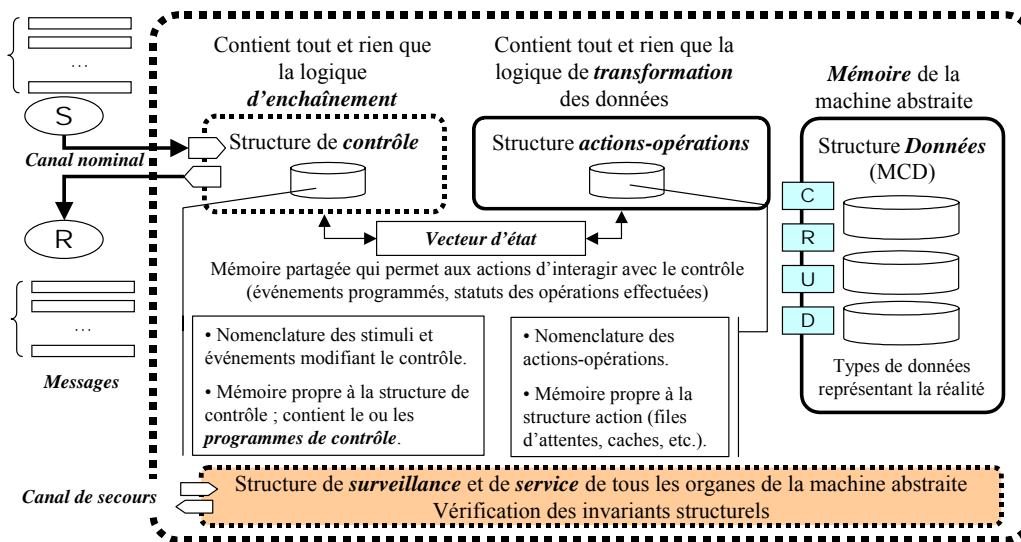 ...
S
Canal nominal
R
...
Messages
Canal de secours
Contient tout et rien que
la logique
d'enchaînement
Structure de contrôle
Contient tout et rien que la
logique de transformation
des données
Structure actions-opérations
Mémoire de la
machine abstraite
Structure Données
(MCD)
C
R
U
D
Types de données
représentant la réalité
Vecteur d'état
Mémoire partagée qui permet aux actions d'interagir avec le contrôle
(événements programmés, statuts des opérations effectuées)
• Nomenclature des stimuli et
événements modifiant le contrôle.
• Mémoire propre à la structure de
contrôle ; contient le ou les
programmes de contrôle.
• Nomenclature des
actions-opérations.
• Mémoire propre à la
structure action (files
d'attentes, caches, etc.).
Structure de surveillance et de service de tous les organes de la machine abstraite
Vérification des invariants structurels